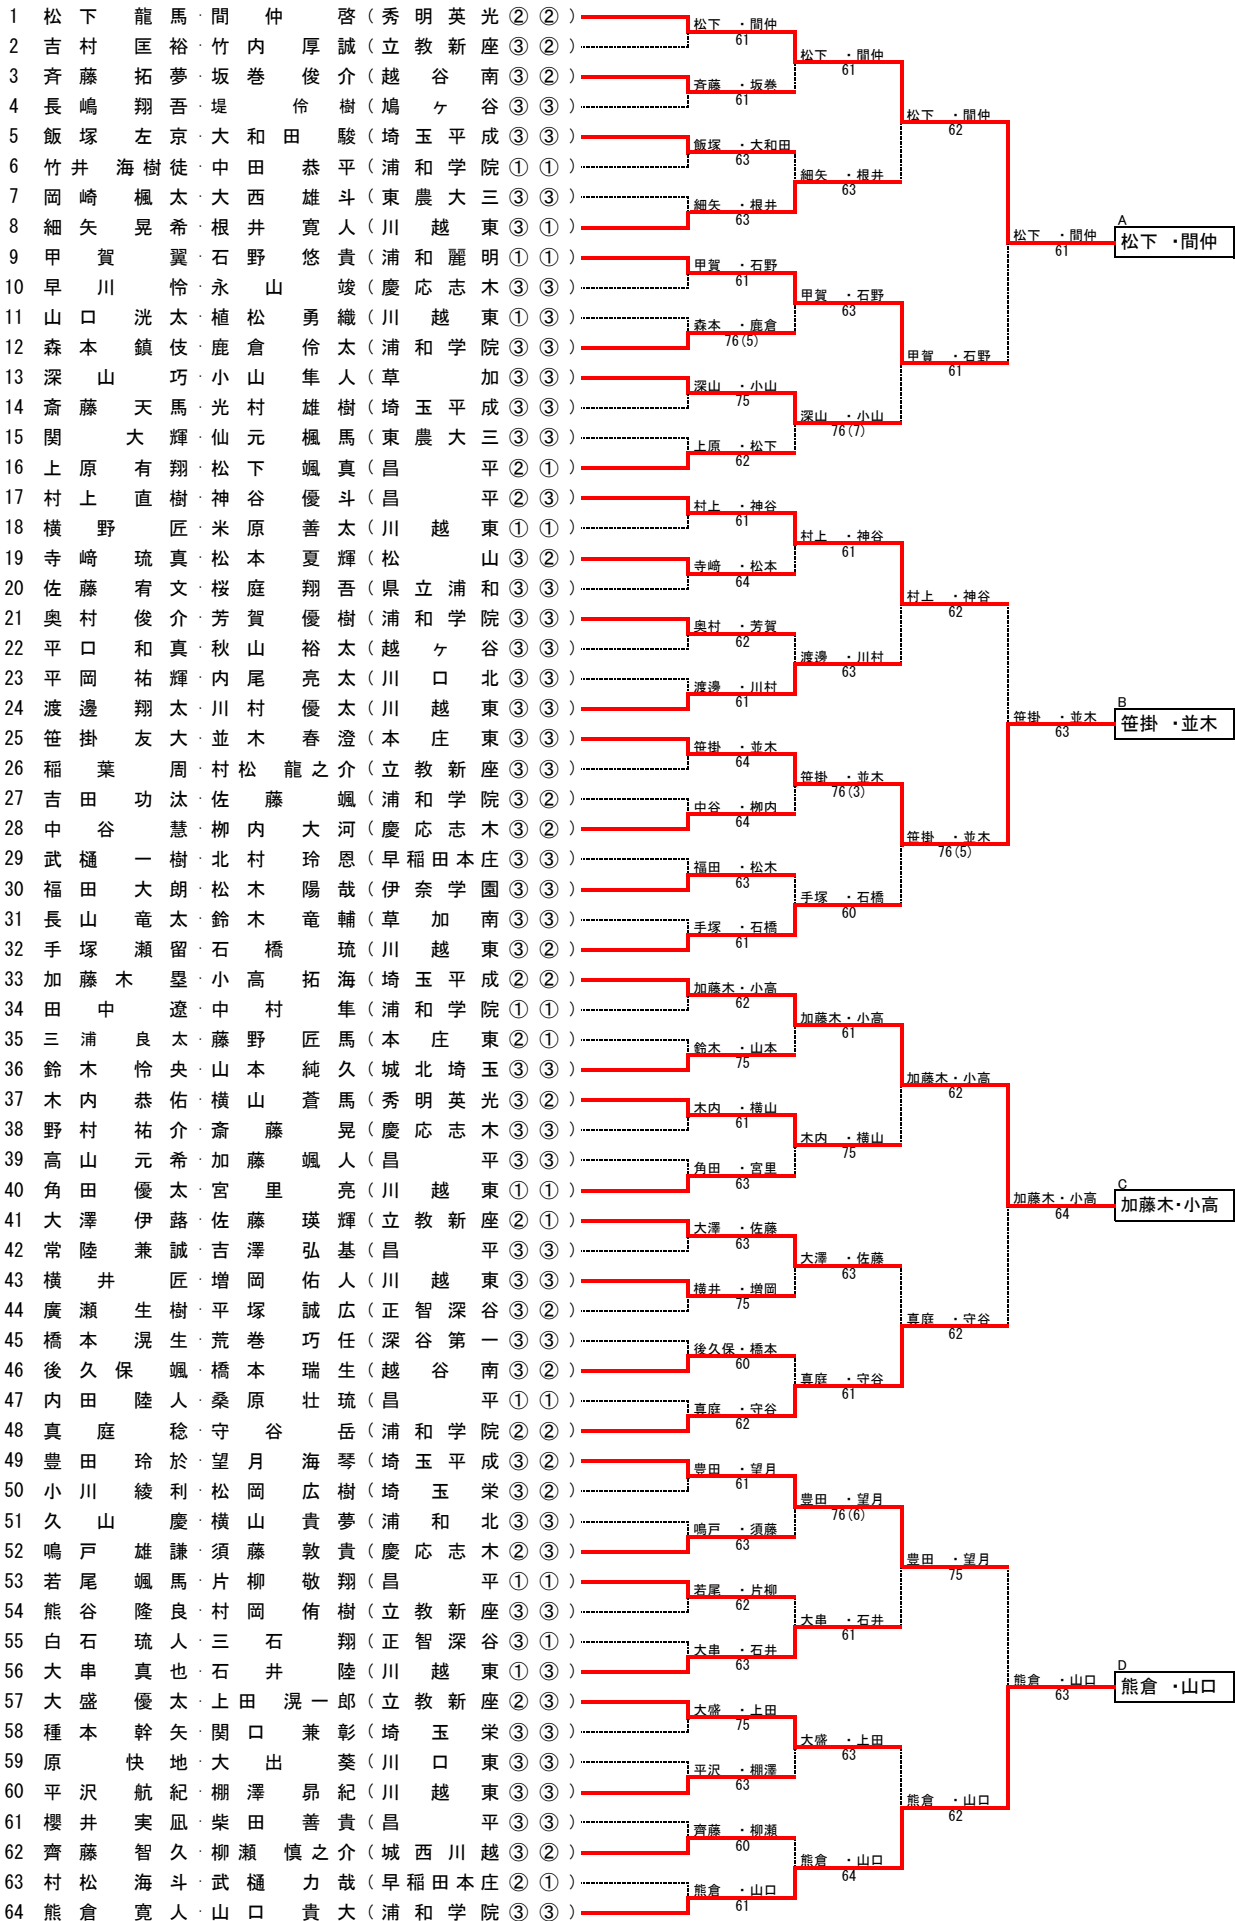 1 松下 龍馬・間仲 啓(秀明英光② ②)
2 吉村 匡裕・竹内 厚誠(立教新座③ ②)
3 斉藤 拓夢・坂巻 俊介(越谷南③ ②)
4 長嶋 翔吾・堤 伶樹(鳩ヶ谷③ ③)
5 飯塚 左京・大和田 駿(埼玉平成③ ③)
6 竹井 海樹徒・中田 恭平(浦和学院① ①)
7 岡崎 楓太・大西 雄斗(東農大三③ ③)
8 細矢 晃希・根井 寛人(川越東③ ①)
9 甲賀 翼・石野 悠貴(浦和麗明① ①)
10 早川 怜・永山 竣(慶応志木③ ③)
11 山口 洸太・植松 勇織(川越東① ③)
12 森本 鎮伎・鹿倉 伶太(浦和学院③ ③)
13 深山 巧・小山 隼人(草加③ ③)
14 斎藤 天馬・光村 雄樹(埼玉平成③ ③)
15 関 大輝・仙元 楓馬(東農大三③ ③)
16 上原 有翔・松下 颯真(昌平② ①)
17 村上 直樹・神谷 優斗(昌平② ③)
18 横野 匠・米原 善太(川越東① ①)
19 寺﨑 琉真・松本 夏輝(松山③ ②)
20 佐藤 宥文・桜庭 翔吾(県立浦和③ ③)
21 奥村 俊介・芳賀 優樹(浦和学院③ ③)
22 平口 和真・秋山 裕太(越ヶ谷③ ③)
23 平岡 祐輝・内尾 亮太(川口北③ ③)
24 渡邊 翔太・川村 優太(川越東③ ③)
25 笹掛 友大・並木 春澄(本庄東③ ③)
26 稲葉 周・村松 龍之介(立教新座③ ③)
27 吉田 功汰・佐藤 颯(浦和学院③ ②)
28 中谷 慧・栁内 大河(慶応志木③ ②)
29 武樋 一樹・北村 玲恩(早稲田本庄③ ③)
30 福田 大朗・松木 陽哉(伊奈学園③ ③)
31 長山 竜太・鈴木 竜輔(草加南③ ③)
32 手塚 瀬留・石橋 琉(川越東③ ②)
33 加藤木 塁・小高 拓海(埼玉平成② ②)
34 田中 遼・中村 隼(浦和学院① ①)
35 三浦 良太・藤野 匠馬(本庄東② ①)
36 鈴木 怜央・山本 純久(城北埼玉③ ③)
37 木内 恭佑・横山 蒼馬(秀明英光③ ②)
38 野村 祐介・斎藤 晃(慶応志木③ ③)
39 高山 元希・加藤 颯人(昌平③ ③)
40 角田 優太・宮里 亮(川越東① ①)
41 大澤 伊蕗・佐藤 瑛輝(立教新座② ①)
42 常陸 兼誠・吉澤 弘基(昌平③ ③)
43 横井 匠・増岡 佑人(川越東③ ③)
44 廣瀬 生樹・平塚 誠広(正智深谷③ ②)
45 橋本 滉生・荒巻 巧任(深谷第一③ ③)
46 後久保 颯・橋本 瑞生(越谷南③ ②)
47 内田 陸人・桑原 壮琉(昌平① ①)
48 真庭 稔・守谷 岳(浦和学院② ②)
49 豊田 玲於・望月 海琴(埼玉平成③ ②)
50 小川 綾利・松岡 広樹(埼玉栄③ ②)
51 久山 慶・横山 貴夢(浦和北③ ③)
52 鳴戸 雄謙・須藤 敦貴(慶応志木② ③)
53 若尾 颯馬・片柳 敬翔(昌平① ①)
54 熊谷 隆良・村岡 侑樹(立教新座③ ③)
55 白石 琉人・三石 翔(正智深谷③ ①)
56 大串 真也・石井 陸(川越東① ③)
57 大盛 優太・上田 滉一郎(立教新座② ③)
58 種本 幹矢・関口 兼彰(埼玉栄③ ③)
59 原 快地・大出 葵(川口東③ ③)
60 平沢 航紀・棚澤 昴紀(川越東③ ③)
61 櫻井 実凪・柴田 善貴(昌平③ ③)
62 齊藤 智久・柳瀬 慎之介(城西川越③ ②)
63 村松 海斗・武樋 力哉(早稲田本庄② ①)
64 熊倉 寛人・山口 貴大(浦和学院③ ③)
松下 ・間仲
61
斉藤 ・坂巻
61
飯塚 ・大和田
63
細矢 ・根井
63
甲賀 ・石野
61
森本 ・鹿倉
76(5)
深山 ・小山
75
上原 ・松下
62
村上 ・神谷
61
寺﨑 ・松本
64
奥村 ・芳賀
62
渡邊 ・川村
61
笹掛 ・並木
64
中谷 ・栁内
64
福田 ・松木
63
手塚 ・石橋
61
加藤木・小高
62
鈴木 ・山本
75
木内 ・横山
61
角田 ・宮里
63
大澤 ・佐藤
63
横井 ・増岡
75
後久保・橋本
60
真庭 ・守谷
62
豊田 ・望月
61
鳴戸 ・須藤
63
若尾 ・片柳
62
大串 ・石井
63
大盛 ・上田
75
平沢 ・棚澤
63
齊藤 ・柳瀬
60
熊倉 ・山口
61
松下 ・間仲
61
細矢 ・根井
63
甲賀 ・石野
63
深山 ・小山
76(7)
村上 ・神谷
61
渡邊 ・川村
63
笹掛 ・並木
76(3)
手塚 ・石橋
60
加藤木・小高
61
木内 ・横山
75
大澤 ・佐藤
63
真庭 ・守谷
61
豊田 ・望月
76(6)
大串 ・石井
61
大盛 ・上田
63
熊倉 ・山口
64
松下 ・間仲
62
甲賀 ・石野
61
村上 ・神谷
62
笹掛 ・並木
76(5)
加藤木・小高
62
真庭 ・守谷
62
豊田 ・望月
75
熊倉 ・山口
62
松下 ・間仲
61
笹掛 ・並木
63
加藤木・小高
64
熊倉 ・山口
63
A
松下 ・間仲
B
笹掛 ・並木
C
加藤木・小高
D
熊倉 ・山口